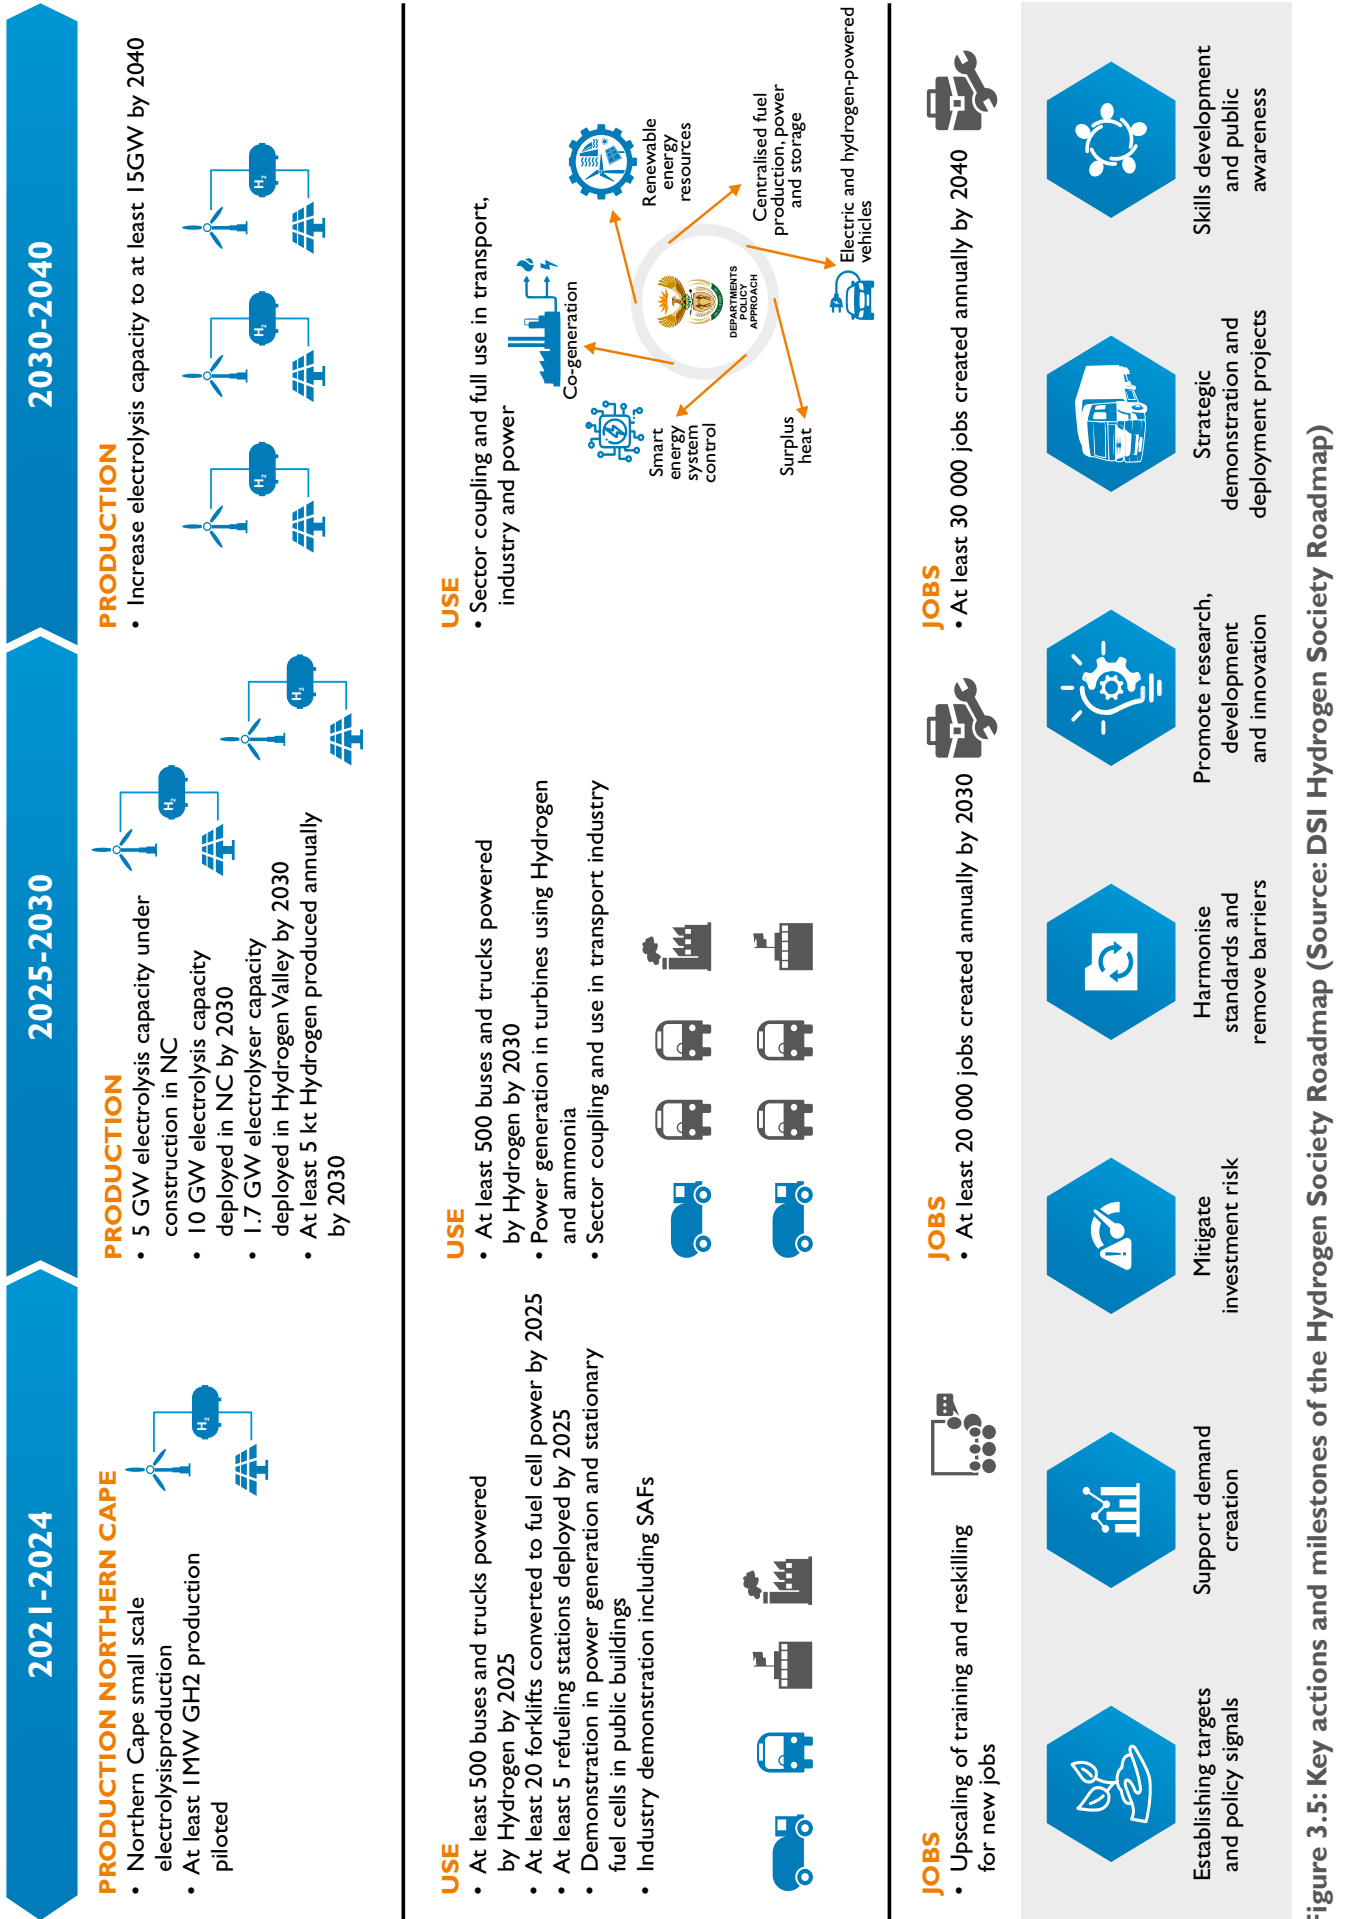 2021-2024
2025-2030
2030-2040
PRODUCTION NORTHERN CAPE
• Northern Cape small scale
electrolysisproduction
• At least 1MW GH2 production
piloted
H₂
PRODUCTION
• 5 GW electrolysis capacity under
construction in NC
• 10 GW electrolysis capacity
deployed in NC by 2030
• 1.7 GW electrolyser capacity
deployed in Hydrogen Valley by 2030
• At least 5 kt Hydrogen produced annually
by 2030
H₂
H₂
PRODUCTION
• Increase electrolysis capacity to at least 15GW by 2040
H₂
H₂
H₂
USE
• At least 500 buses and trucks powered
by Hydrogen by 2025
• At least 20 forklifts converted to fuel cell power by 2025
• At least 5 refueling stations deployed by 2025
• Demonstration in power generation and stationary
fuel cells in public buildings
• Industry demonstration including SAFs
USE
• At least 500 buses and trucks powered
by Hydrogen by 2030
• Power generation in turbines using Hydrogen
and ammonia
• Sector coupling and use in transport industry
USE
• Sector coupling and full use in transport,
industry and power
Co-generation
Renewable
energy
resources
Smart
energy
system
control
DEPARTMENTS
POLICY
APPROACH
Centralised fuel
production, power
and storage
Surplus
heat
Electric and hydrogen-powered
vehicles
JOBS
• Upscaling of training and reskilling
for new jobs
JOBS
• At least 20 000 jobs created annually by 2030
JOBS
• At least 30 000 jobs created annually by 2040
Establishing targets
and policy signals
Support demand
creation
Mitigate
investment risk
Harmonise
standards and
remove barriers
Promote research,
development
and innovation
Strategic
demonstration and
deployment projects
Skills development
and public
awareness
Figure 3.5: Key actions and milestones of the Hydrogen Society Roadmap (Source: DSI Hydrogen Society Roadmap)